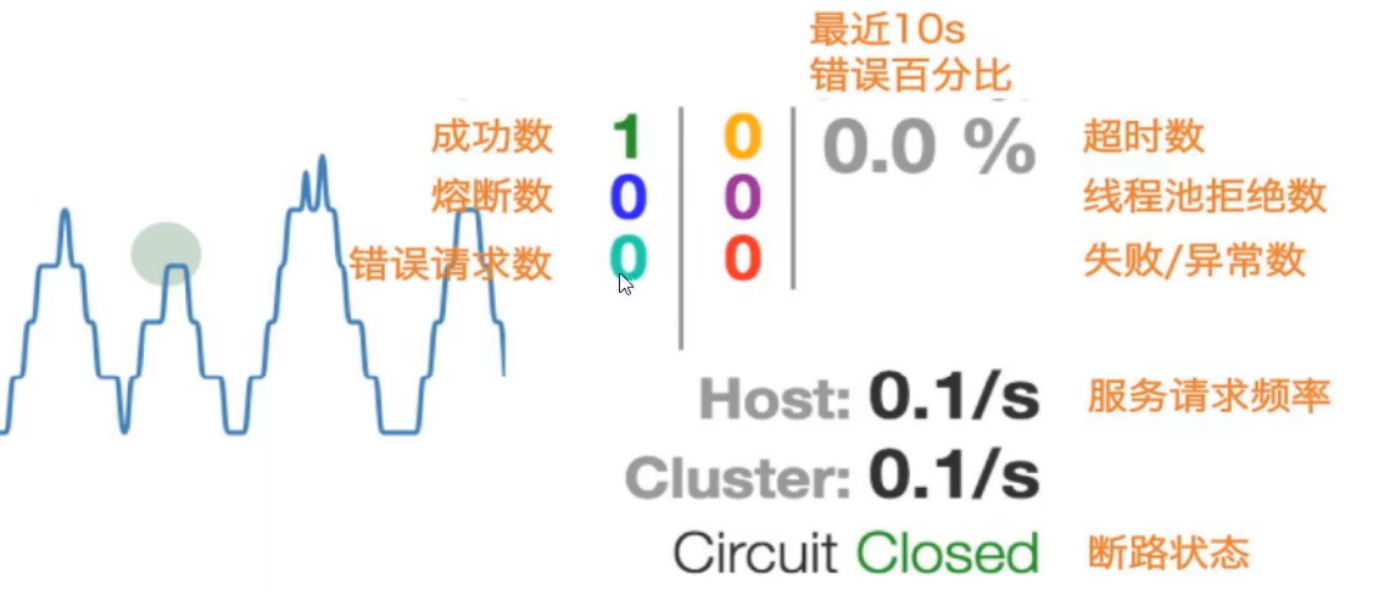 最近10s
错误百分比
成功数 1 0 0.0 % 超时数
熔断数 0 0 线程池拒绝数
错误请求数 0 0 失败/异常数
Host: 0.1/s 服务请求频率
Cluster: 0.1/s
Circuit Closed 断路状态